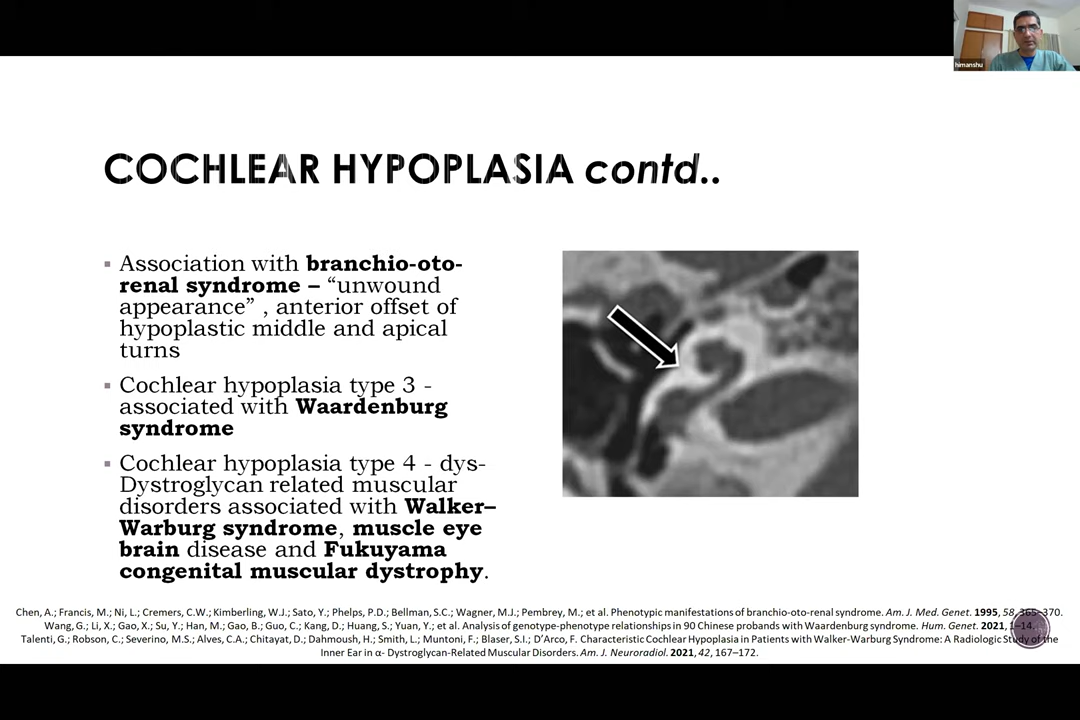 himanshu
COCHLEAR HYPOPLASIA contd..
▪ Association with branchio-oto-
renal syndrome – “unwound
appearance” , anterior offset of
hypoplastic middle and apical
turns
▪ Cochlear hypoplasia type 3 -
associated with Waardenburg
syndrome
▪ Cochlear hypoplasia type 4 - dys-
Dystroglycan related muscular
disorders associated with Walker–
Warburg syndrome, muscle eye
brain disease and Fukuyama
congenital muscular dystrophy.
Chen, A.; Francis, M.; Ni, L.; Cremers, C.W.; Kimberling, W.J.; Sato, Y.; Phelps, P.D.; Bellman, S.C.; Wagner, M.J.; Pembrey, M.; et al. Phenotypic manifestations of branchio-oto-renal syndrome. Am. J. Med. Genet. 1995, 58, 365–370.
Wang, G.; Li, X.; Gao, X.; Su, Y.; Han, M.; Gao, B.; Guo, C.; Kang, D.; Huang, S.; Yuan, Y.; et al. Analysis of genotype-phenotype relationships in 90 Chinese probands with Waardenburg syndrome. Hum. Genet. 2021, 1–14.
Talenti, G.; Robson, C.; Severino, M.S.; Alves, C.A.; Chitayat, D.; Dahmoush, H.; Smith, L.; Muntoni, F.; Blaser, S.I.; D’Arco, F. Characteristic Cochlear Hypoplasia in Patients with Walker-Warburg Syndrome: A Radiologic Study of the
Inner Ear in α- Dystroglycan-Related Muscular Disorders. Am. J. Neuroradiol. 2021, 42, 167–172.